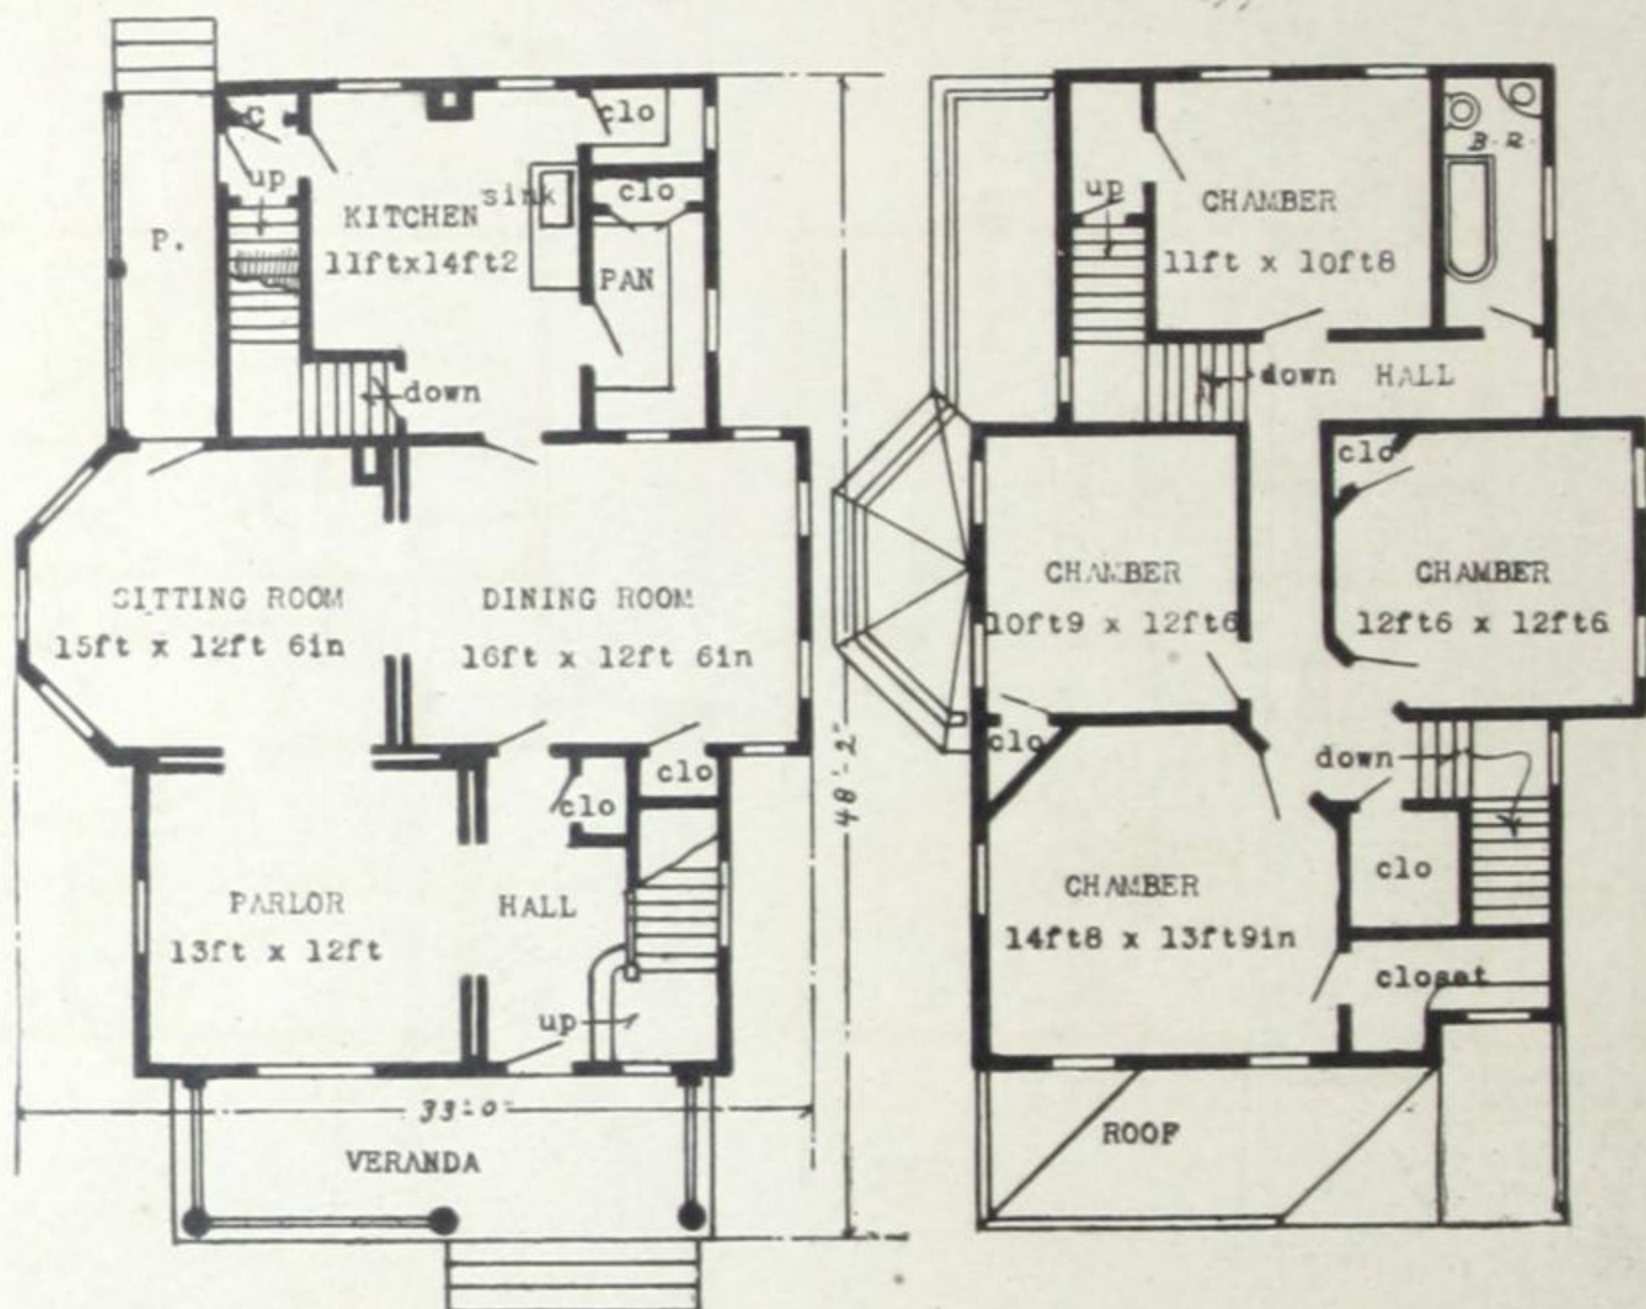 C
clo
up
sink
clo
KITCHEN
11ftx14ft2
P.
PAN
down
SITTING ROOM
15ft x 12ft 6in
DINING ROOM
16ft x 12ft 6in
clo
clo
PARLOR
13ft x 12ft
HALL
up
33'-0"
VERANDA
48'-2"
B-R
up
CHAMBER
11ft x 10ft8
down
HALL
clo
CHAMBER
10ft9 x 12ft6
CHAMBER
12ft6 x 12ft6
clo
down
clo
CHAMBER
14ft8 x 13ft9in
closet
ROOF